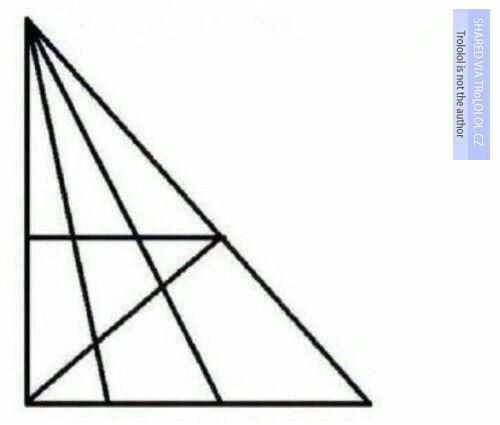 SHARED VIA TRoLOLOL.CZ
Trololol is not the author